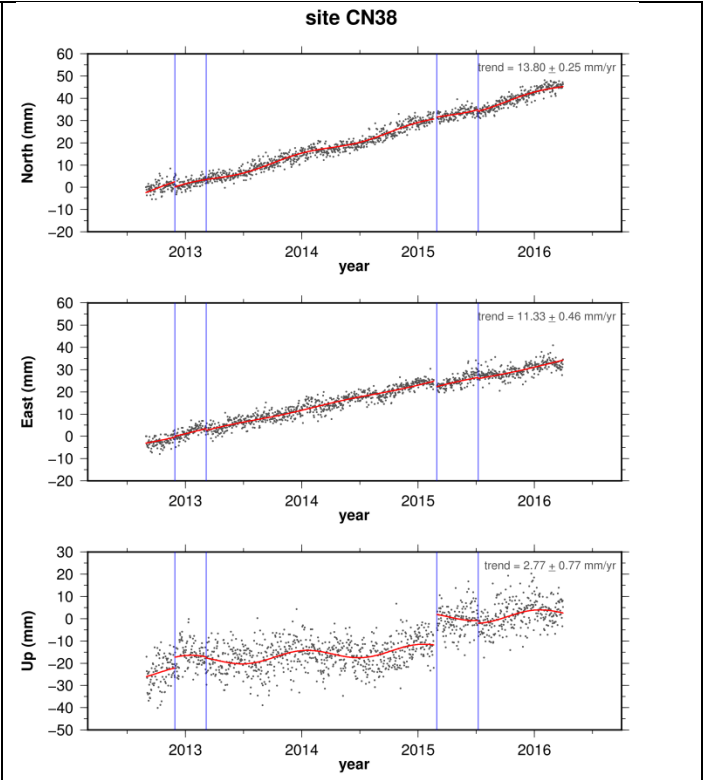 site CN38
60
50
40
30
20
10
0
−10
−20
North (mm)
trend = 13.80 ± 0.25 mm/yr
2013 2014 2015 2016
year
60
50
40
30
20
10
0
−10
−20
East (mm)
trend = 11.33 ± 0.46 mm/yr
2013 2014 2015 2016
year
30
20
10
0
−10
−20
−30
−40
−50
Up (mm)
trend = 2.77 ± 0.77 mm/yr
2013 2014 2015 2016
year